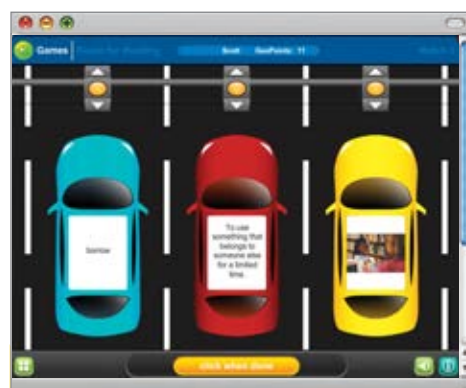 Games
Scott GeoPoints: 11
borrow
To use
something that
belongs to
someone else
for a limited
time.
click when done